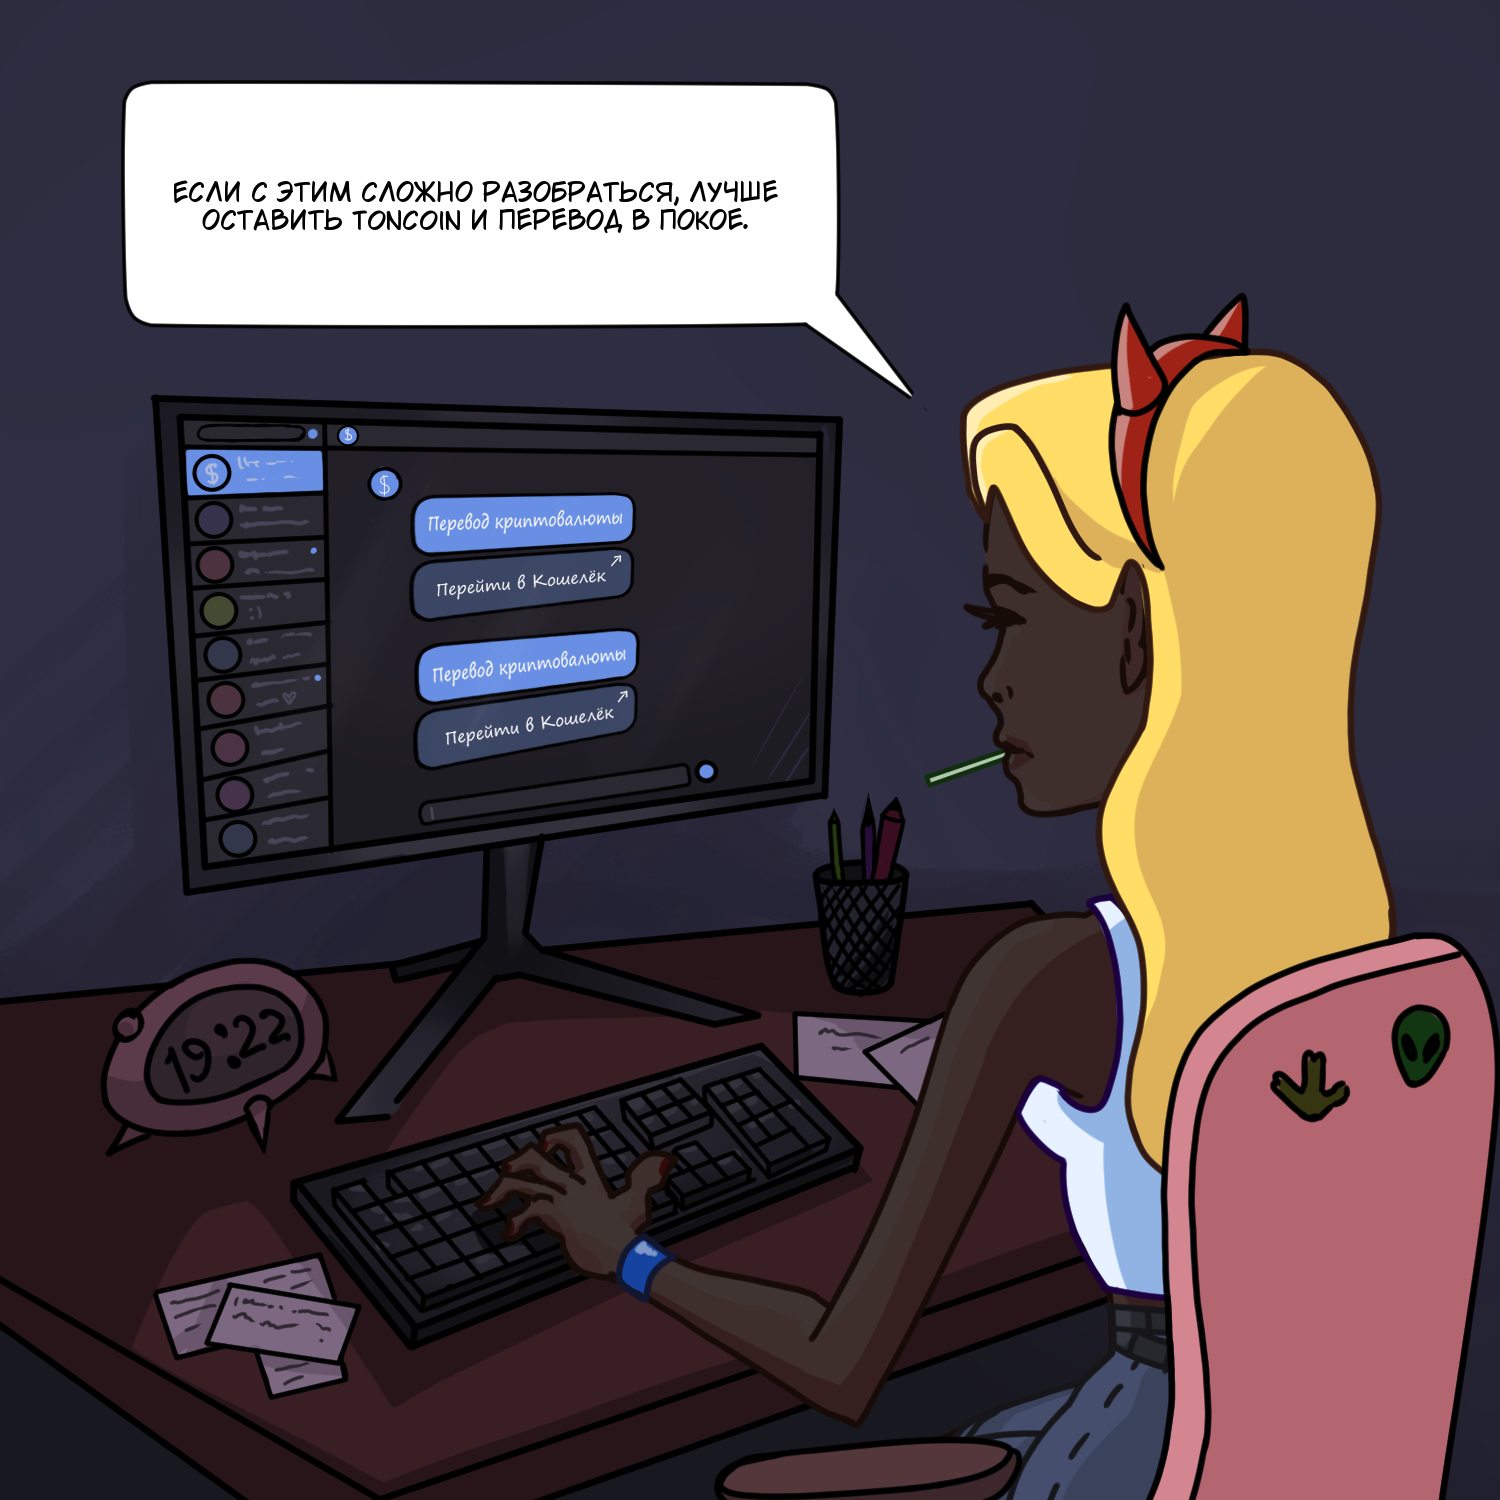 ЕСЛИ С ЭТИМ СЛОЖНО РАЗОБРАТЬСЯ, ЛУЧШЕ
ОСТАВИТЬ TONCOIN И ПЕРЕВОД В ПОКОЕ.
$
$
$
Перевод криптовалюты
Перейти в Кошелёк
:)
Перевод криптовалюты
Перейти в Кошелёк
19:22